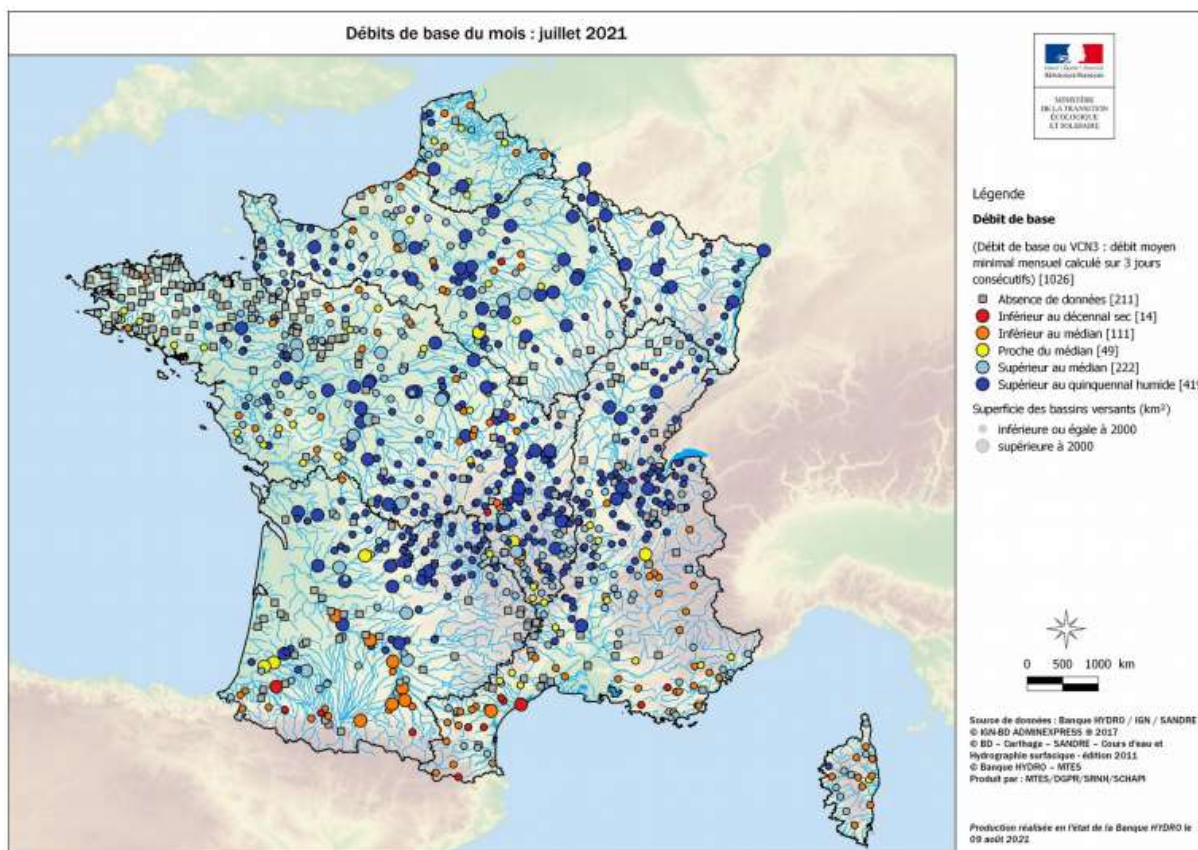 Débits de base du mois : juillet 2021
RÉPUBLIQUE FRANÇAISE
MINISTÈRE
DE LA TRANSITION
ÉCOLOGIQUE
ET SOLIDAIRE
Légende
Débit de base
(Débit de base ou VCN3 : débit moyen
minimal mensuel calculé sur 3 jours
consécutifs) [1026]
Absence de données [211]
Inférieur au décennal sec [14]
Inférieur au médian [111]
Proche du médian [49]
Supérieur au médian [222]
Supérieur au quinquennal humide [419
Superficie des bassins versants (km²)
inférieure ou égale à 2000
supérieure à 2000
0 500 1000 km
Source de données : Banque HYDRO / IGN / SANDRE
© IGN-BD ADMINEXPRESS ® 2017
© BD – Carthage – SANDRE – Cours d'eau et
Hydrographie surfacique - édition 2011
© Banque HYDRO – MTES
Produit par : MTES/DGPR/SRNH/SCHAPI
Production réalisée en l'état de la Banque HYDRO le
09 août 2021